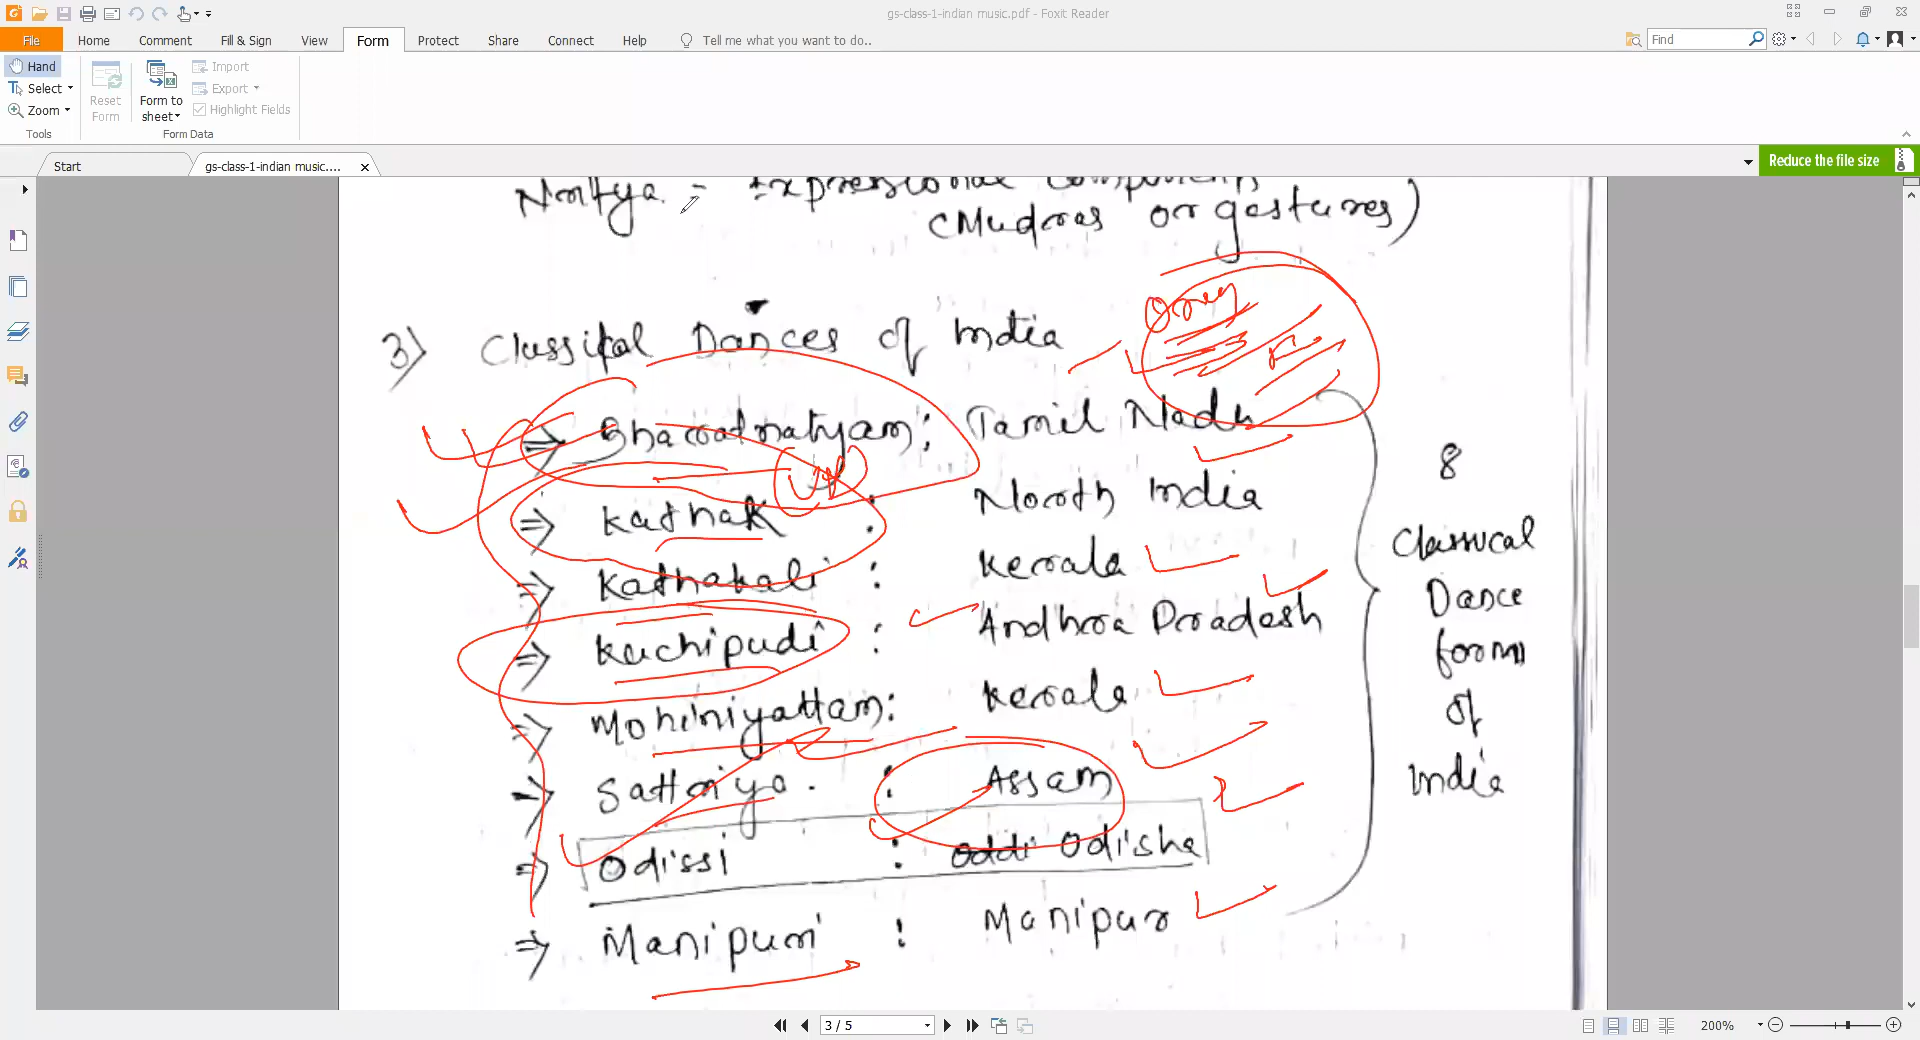 gs-class-1-indian music.pdf - Foxit Reader
File Home Comment Fill & Sign View Form Protect Share Connect Help Tell me what you want to do.. Find
Hand
Select
Zoom
Tools
Reset Form
Form to sheet
Import
Export
Highlight Fields
Form Data
Start gs-class-1-indian music.... Reduce the file size
Nritya - Expressional components
(Mudras or gestures)
3) Classical Dances of India
⇒ Bharatnatyam : Tamil Nadu
⇒ Kathak : North India
UP
⇒ Kathakali : Kerala
⇒ Kuchipudi : Andhra Pradesh
⇒ Mohiniyattam : Kerala
⇒ Sattriya . : Assam
⇒ Odissi : Oddi Odisha
⇒ Manipuri : Manipur
8
Classical
Dance
forms
of
India
3 / 5
200%